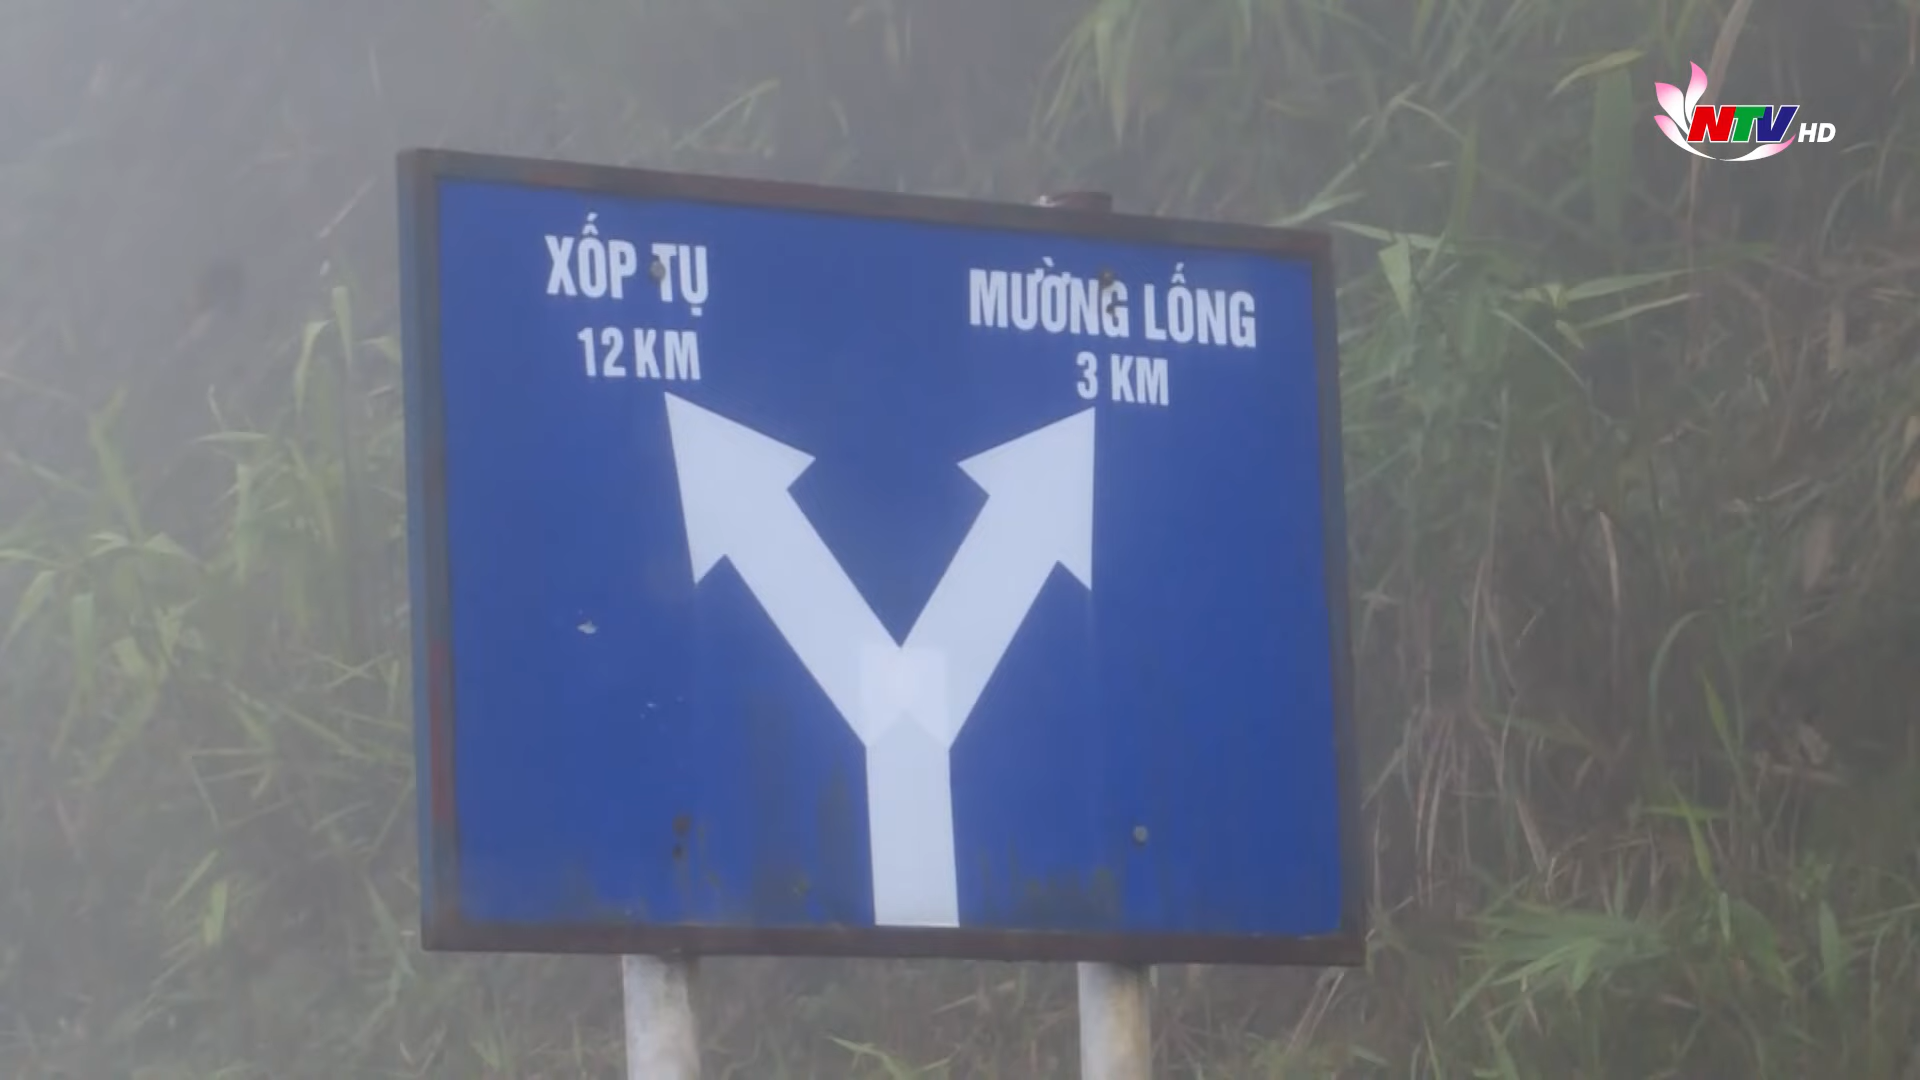 NTV HD
XỐP TỤ
12 KM
MƯỜNG LỐNG
3 KM